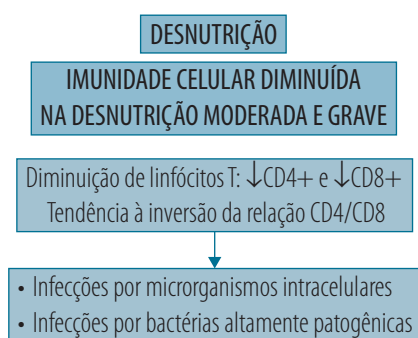 DESNUTRIÇÃO
IMUNIDADE CELULAR DIMINUÍDA
NA DESNUTRIÇÃO MODERADA E GRAVE
Diminuição de linfócitos T: ↓CD4+ e ↓CD8+
Tendência à inversão da relação CD4/CD8
• Infecções por microrganismos intracelulares
• Infecções por bactérias altamente patogênicas